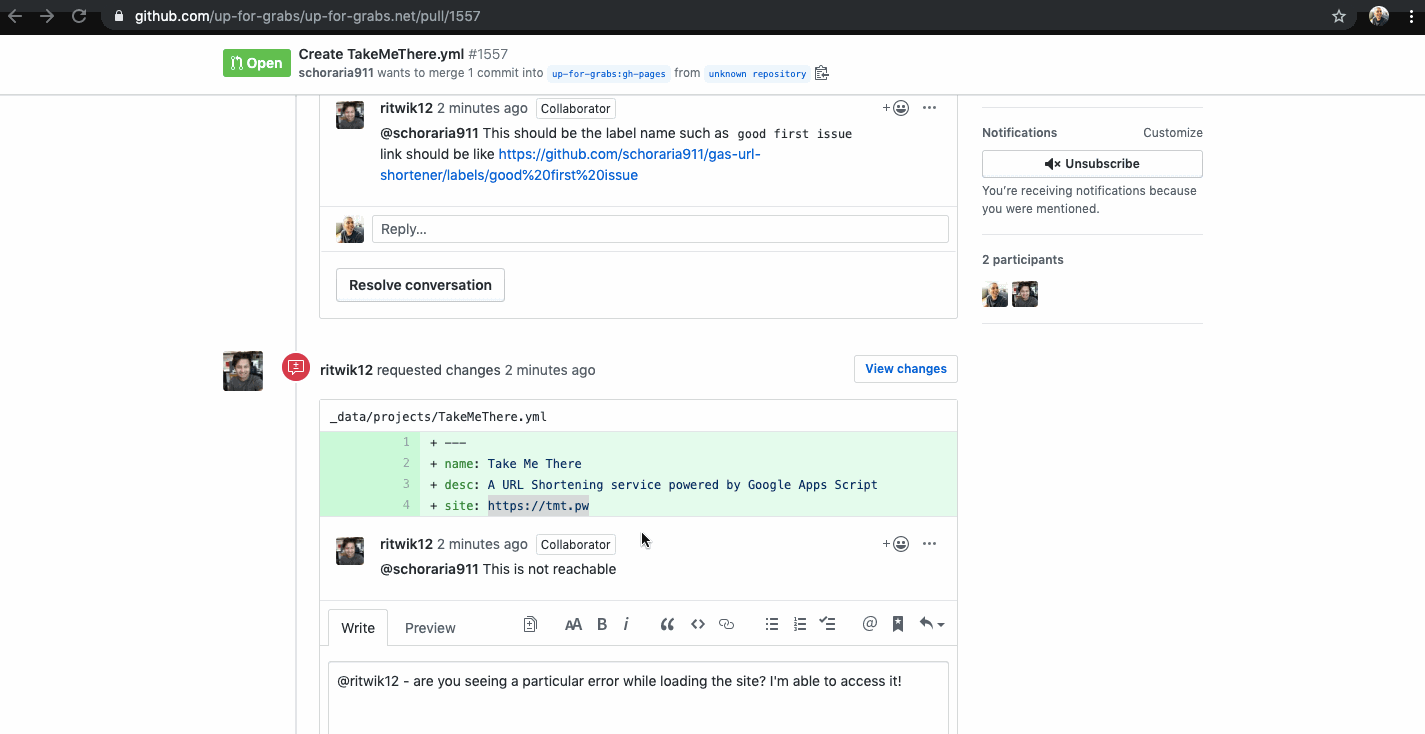 github.com/up-for-grabs/up-for-grabs.net/pull/1557
Open
Create TakeMeThere.yml #1557
schoraria911 wants to merge 1 commit into up-for-grabs:gh-pages from unknown repository
ritwik12 2 minutes ago Collaborator
@schoraria911 This should be the label name such as good first issue
link should be like https://github.com/schoraria911/gas-url-
shortener/labels/good%20first%20issue
Reply...
Resolve conversation
Notifications Customize
Unsubscribe
You're receiving notifications because
you were mentioned.
2 participants
ritwik12 requested changes 2 minutes ago
View changes
_data/projects/TakeMeThere.yml
1 + ---
2 + name: Take Me There
3 + desc: A URL Shortening service powered by Google Apps Script
4 + site: https://tmt.pw
ritwik12 2 minutes ago Collaborator
@schoraria911 This is not reachable
Write Preview
@ritwik12 - are you seeing a particular error while loading the site? I'm able to access it!